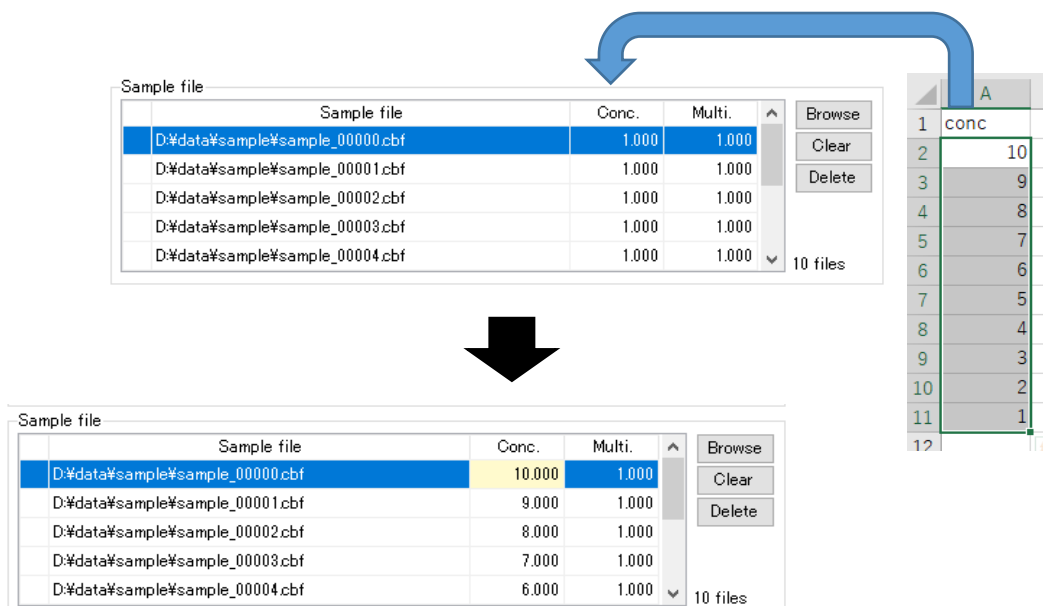 Sample file
Sample file Conc. Multi. Browse
D:¥data¥sample¥sample_00000.cbf 1.000 1.000 Clear
D:¥data¥sample¥sample_00001.cbf 1.000 1.000 Delete
D:¥data¥sample¥sample_00002.cbf 1.000 1.000
D:¥data¥sample¥sample_00003.cbf 1.000 1.000
D:¥data¥sample¥sample_00004.cbf 1.000 1.000 10 files
A
1 conc
2 10
3 9
4 8
5 7
6 6
7 5
8 4
9 3
10 2
11 1
12
Sample file
Sample file Conc. Multi. Browse
D:¥data¥sample¥sample_00000.cbf 10.000 1.000 Clear
D:¥data¥sample¥sample_00001.cbf 9.000 1.000 Delete
D:¥data¥sample¥sample_00002.cbf 8.000 1.000
D:¥data¥sample¥sample_00003.cbf 7.000 1.000
D:¥data¥sample¥sample_00004.cbf 6.000 1.000 10 files